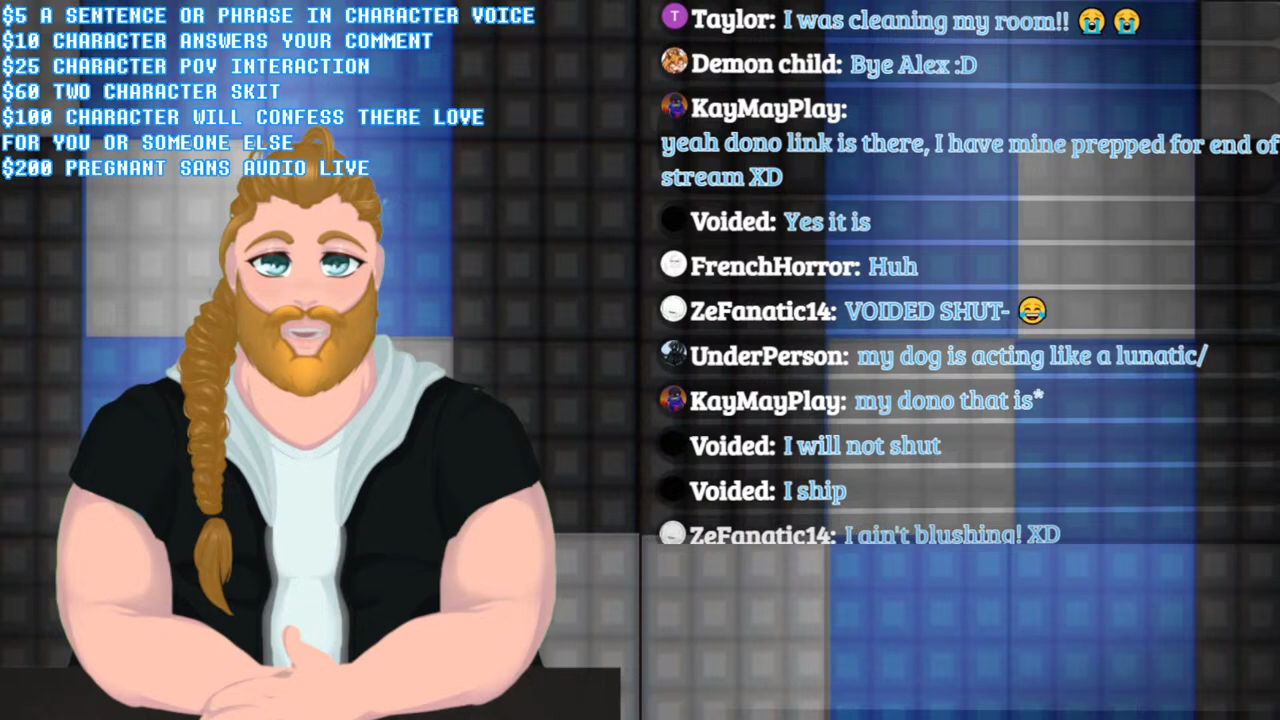 $5 A SENTENCE OR PHRASE IN CHARACTER VOICE
$10 CHARACTER ANSWERS YOUR COMMENT
$25 CHARACTER POV INTERACTION
$60 TWO CHARACTER SKIT
$100 CHARACTER WILL CONFESS THERE LOVE
FOR YOU OR SOMEONE ELSE
$200 PREGNANT SANS AUDIO LIVE
T Taylor: I was cleaning my room!! 😭 😭
Demon child: Bye Alex :D
KayMayPlay:
yeah dono link is there, I have mine prepped for end of
stream XD
Voided: Yes it is
FrenchHorror: Huh
ZeFanatic14: VOIDED SHUT- 😂
UnderPerson: my dog is acting like a lunatic/
KayMayPlay: my dono that is*
Voided: I will not shut
Voided: I ship
ZeFanatic14: I ain't blushing! XD